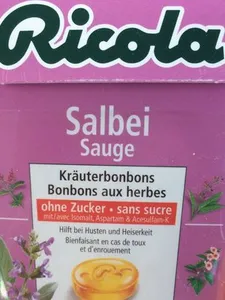 Ricola
Salbei
Sauge
Kräuterbonbons
Bonbons aux herbes
ohne Zucker • sans sucre
mit/avec Isomalt, Aspartam & Acesulfam-K
Hilft bei Husten und Heiserkeit
Bienfaisant en cas de toux
et d'enrouement